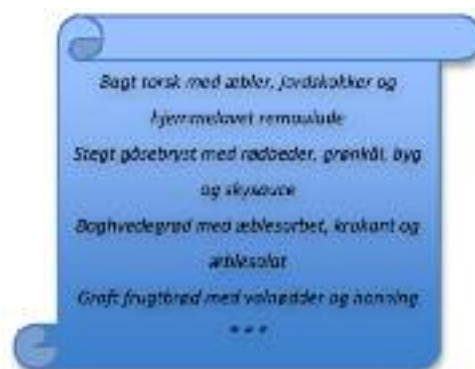 Bagt torsk med æbler, jordskokker og
hjemmelavet remoulade
Stegt gåsebryst med rødbeder, grønkål, byg
og skysauce
Boghvedegrød med æblesorbet, krokant og
æblesalat
Groft frugtbrød med valnødder og honning
* * *